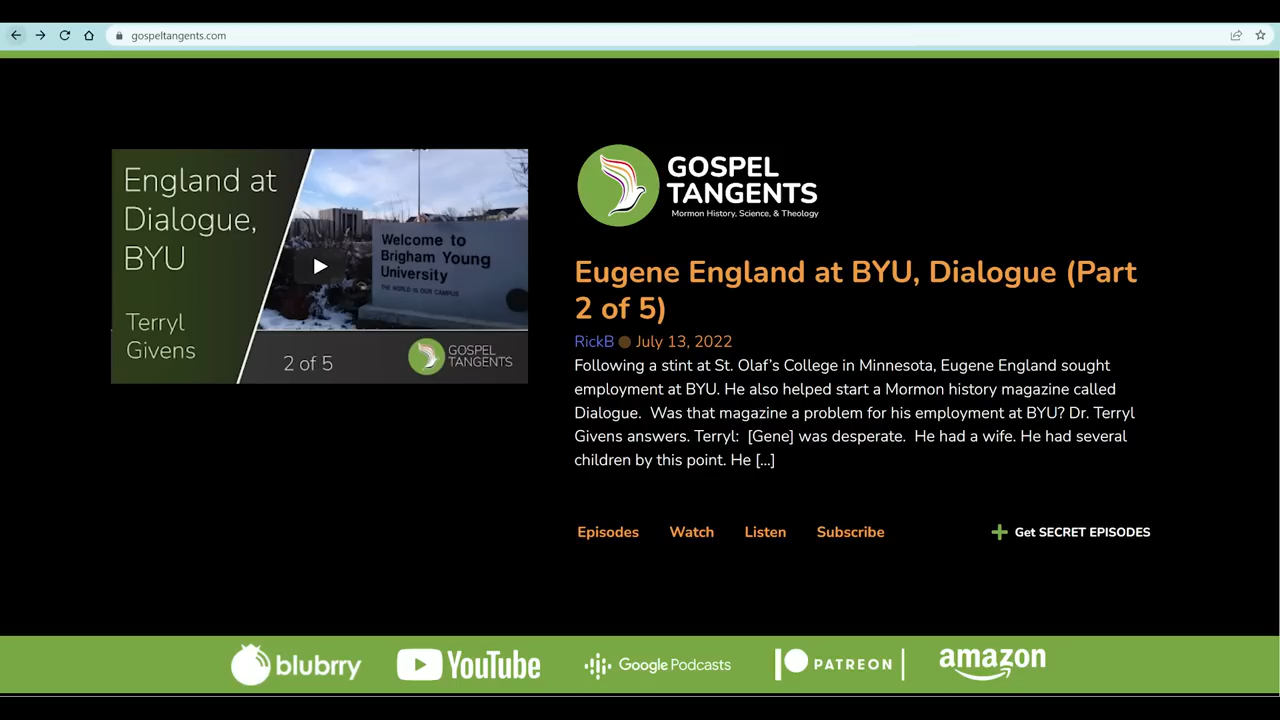 gospeltangents.com
England at
Dialogue,
BYU
Terryl
Givens
Welcome to
Brigham Young
University
THE WORLD IS OUR CAMPUS
2 of 5
GOSPEL
TANGENTS
GOSPEL
TANGENTS
Mormon History, Science, & Theology
Eugene England at BYU, Dialogue (Part
2 of 5)
RickB July 13, 2022
Following a stint at St. Olaf’s College in Minnesota, Eugene England sought
employment at BYU. He also helped start a Mormon history magazine called
Dialogue.  Was that magazine a problem for his employment at BYU? Dr. Terryl
Givens answers. Terryl:  [Gene] was desperate.  He had a wife. He had several
children by this point. He [...]
Episodes Watch Listen Subscribe Get SECRET EPISODES
blubrry YouTube Google Podcasts PATREON amazon